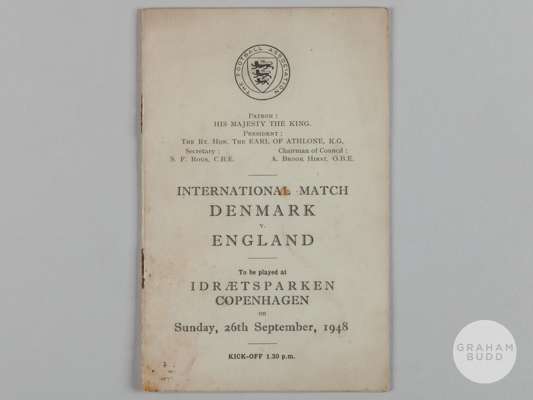 THE FOOTBALL ASSOCIATION
PATRON :
HIS MAJESTY THE KING.
PRESIDENT :
THE RT. HON. THE EARL OF ATHLONE, K.G.
Secretary : Chairman of Council :
S. F. ROUS, C.B.E. A. BROOK HIRST, O.B.E.
INTERNATIONAL MATCH
DENMARK
V.
ENGLAND
To be played at
IDRÆTSPARKEN
COPENHAGEN
ON
Sunday, 26th September, 1948
KICK-OFF 1.30 p.m.
GRAHAM
BUDD